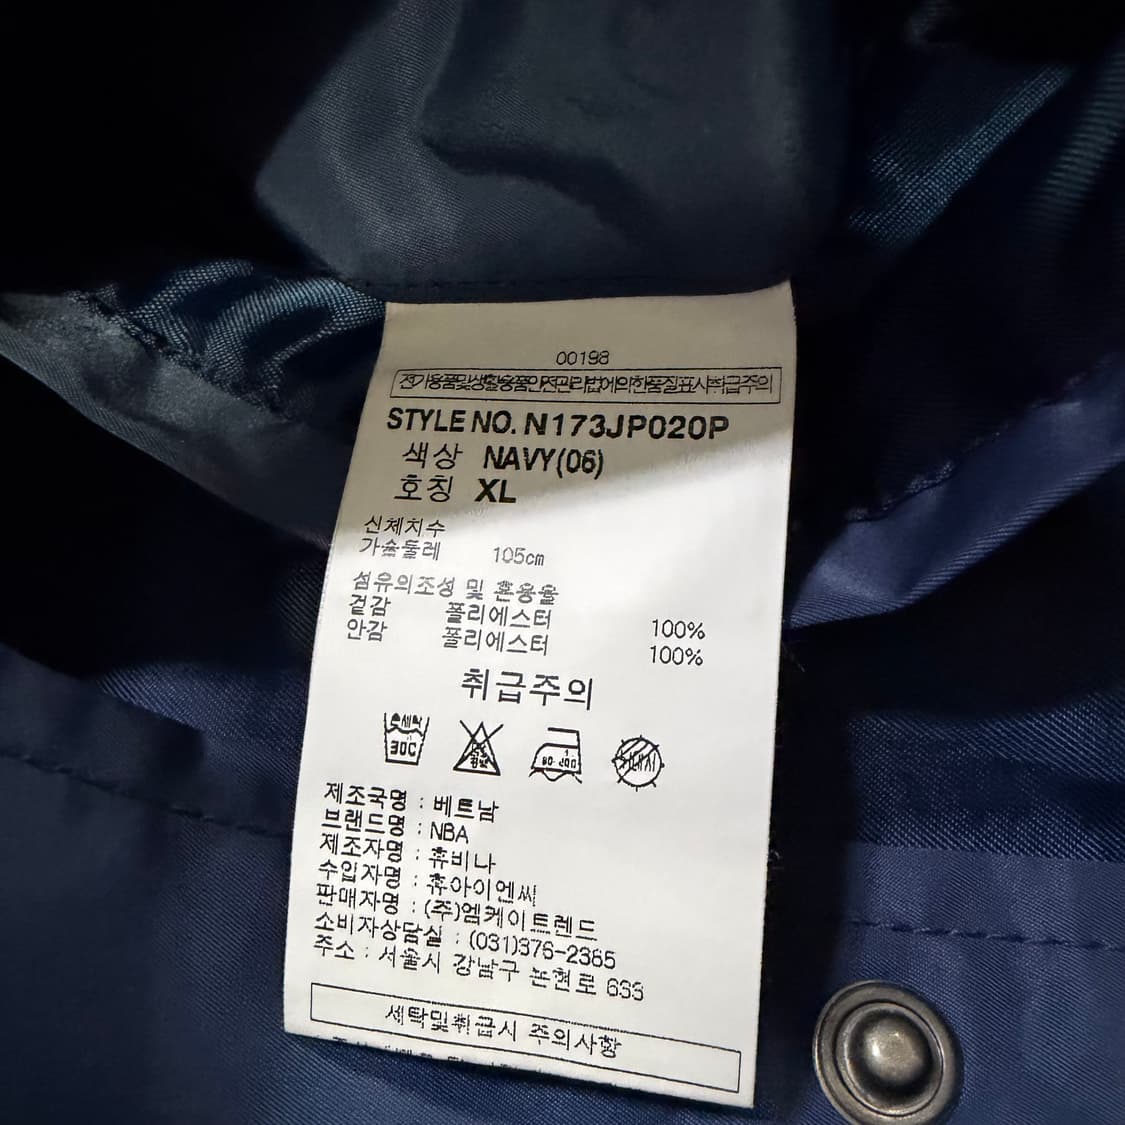 00198
전기용품및생활용품안전관리법에의한품질표시취급주의
STYLE NO. N173JP020P
색상 NAVY(06)
호칭 XL
신체치수
가슴둘레 105cm
섬유의조성 및 혼용율
겉감 폴리에스터 100%
안감 폴리에스터 100%
취급주의
손세탁 30C
80-120
제조국명 : 베트남
브랜드명 : NBA
제조자명 : 휴비나
수입자명 : 휴아이엔씨
판매자명 : (주)엠케이트렌드
소비자상담실 : (031)376-2365
주소 : 서울시 강남구 논현로 633
세탁및취급시 주의사항